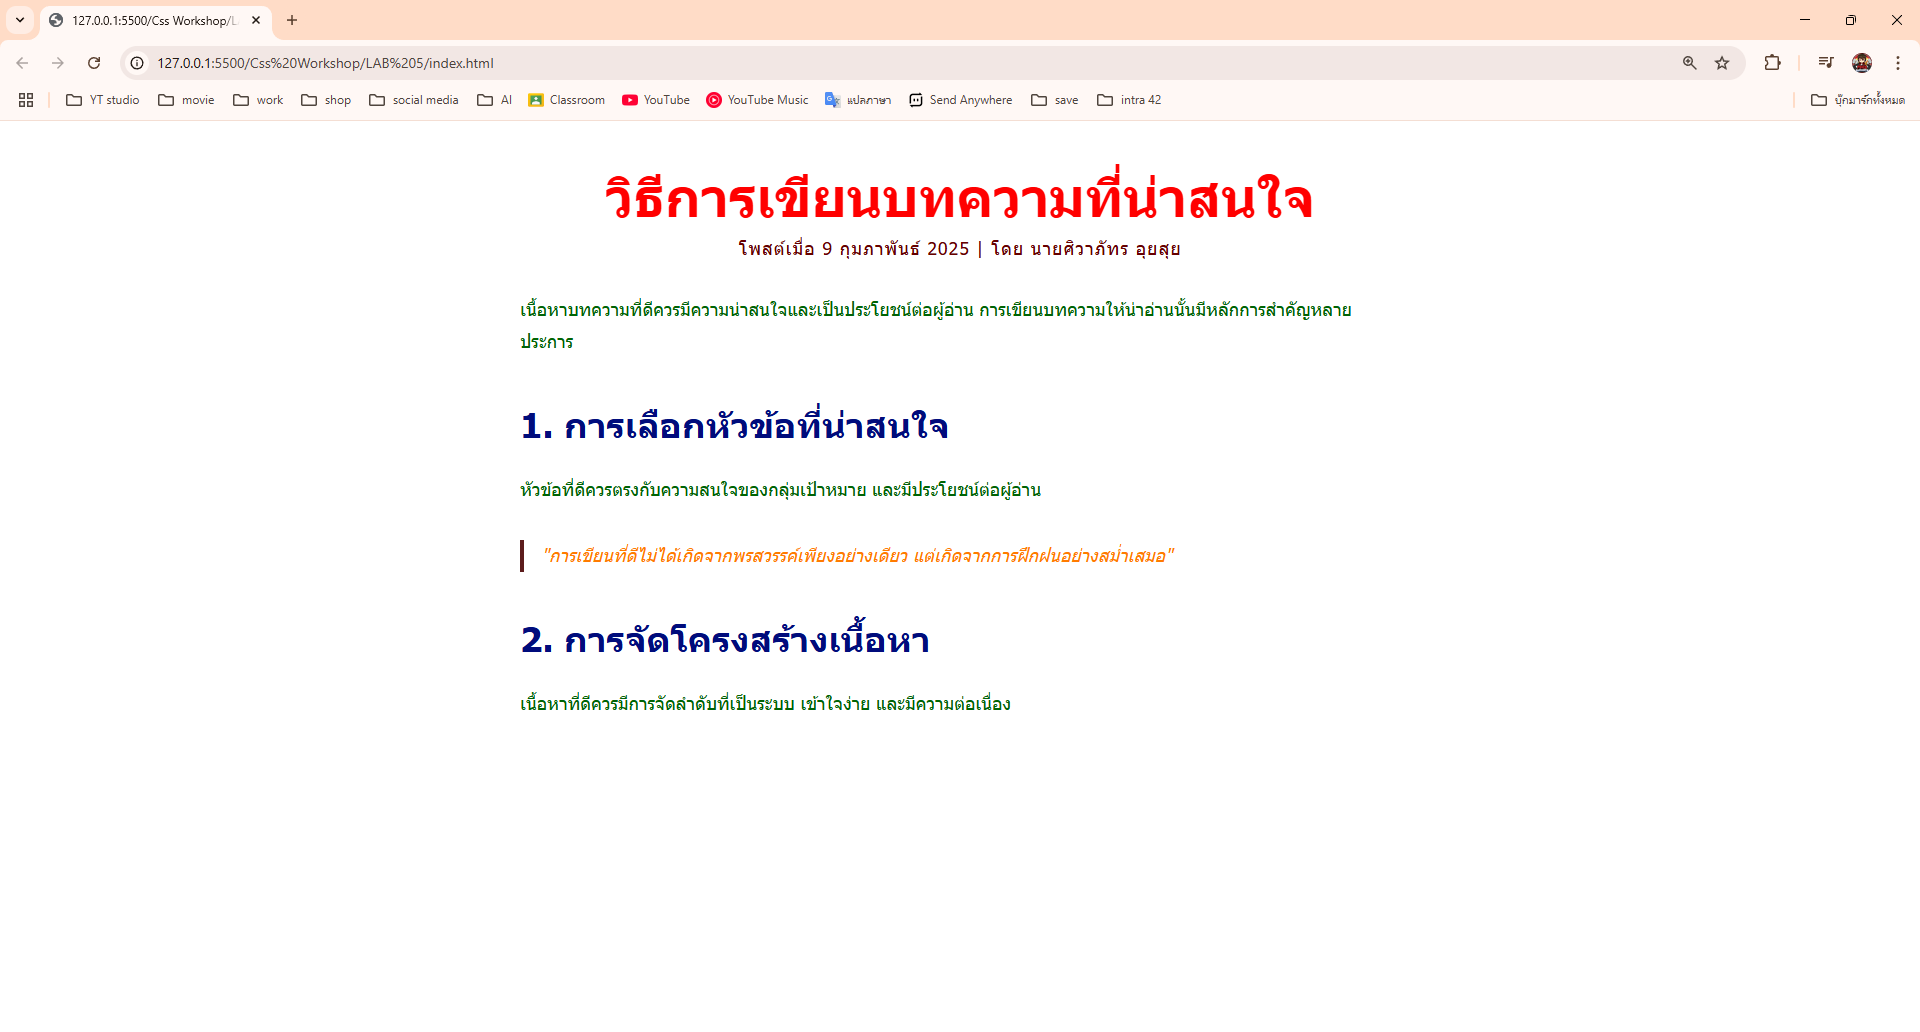 127.0.0.1:5500/Css Workshop/L
127.0.0.1:5500/Css%20Workshop/LAB%205/index.html
YT studio movie work shop social media AI Classroom YouTube YouTube Music แปลภาษา Send Anywhere save intra 42 บุ๊กมาร์กทั้งหมด
วิธีการเขียนบทความที่น่าสนใจ
โพสต์เมื่อ 9 กุมภาพันธ์ 2025 | โดย นายศิวาภัทร อุยสุย
เนื้อหาบทความที่ดีควรมีความน่าสนใจและเป็นประโยชน์ต่อผู้อ่าน การเขียนบทความให้น่าอ่านนั้นมีหลักการสำคัญหลาย
ประการ
1. การเลือกหัวข้อที่น่าสนใจ
หัวข้อที่ดีควรตรงกับความสนใจของกลุ่มเป้าหมาย และมีประโยชน์ต่อผู้อ่าน
"การเขียนที่ดีไม่ได้เกิดจากพรสวรรค์เพียงอย่างเดียว แต่เกิดจากการฝึกฝนอย่างสม่ำเสมอ"
2. การจัดโครงสร้างเนื้อหา
เนื้อหาที่ดีควรมีการจัดลำดับที่เป็นระบบ เข้าใจง่าย และมีความต่อเนื่อง